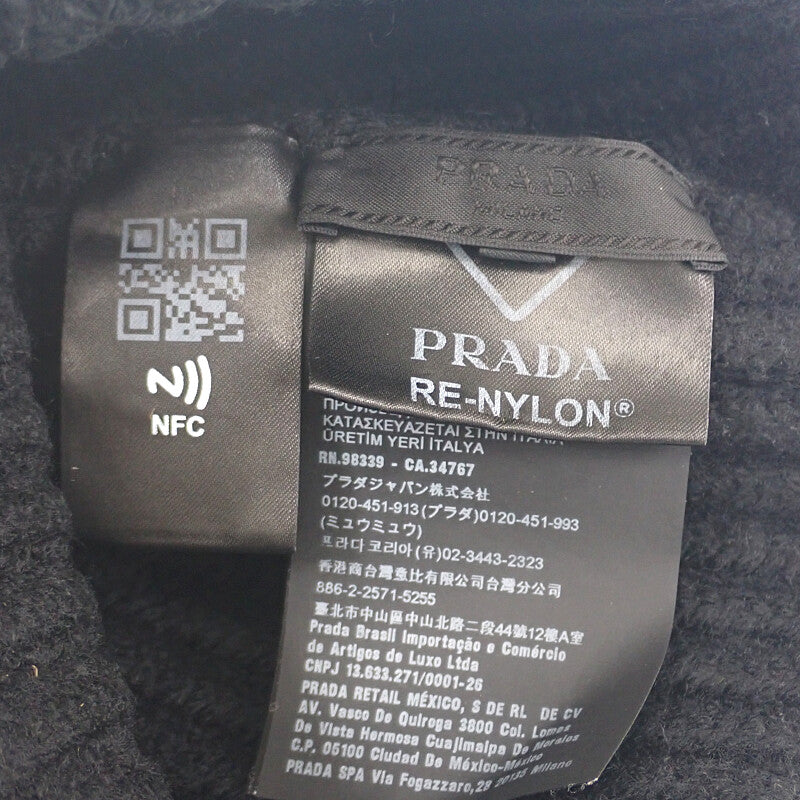 NFC
PRADA
PRADA
RE-NYLON®
ΚΑΤΑΣΚΕΥΑΖΕΤΑΙ ΣΤΗΝ ΙΤΑΛΙΑ
ÜRETİM YERİ İTALYA
RN.98339 - CA.34767
プラダジャパン株式会社
0120-451-913(プラダ)0120-451-993
(ミュウミュウ)
프라다 코리아 (유)02-3443-2323
香港商台灣意比有限公司台灣分公司
886-2-2571-5255
臺北市中山區中山北路二段44號12樓A室
Prada Brasil Importação e Comércio
de Artigos de Luxo Ltda
CNPJ 13.633.271/0001-26
PRADA RETAIL MÉXICO, S DE RL DE CV
AV. Vasco De Quiroga 3800 Col. Lomas
De Vista Hermosa Cuajimalpa De Morelos
C.P. 05100 Ciudad De México-México
PRADA SPA Via Fogazzaro,28 20135 Milano